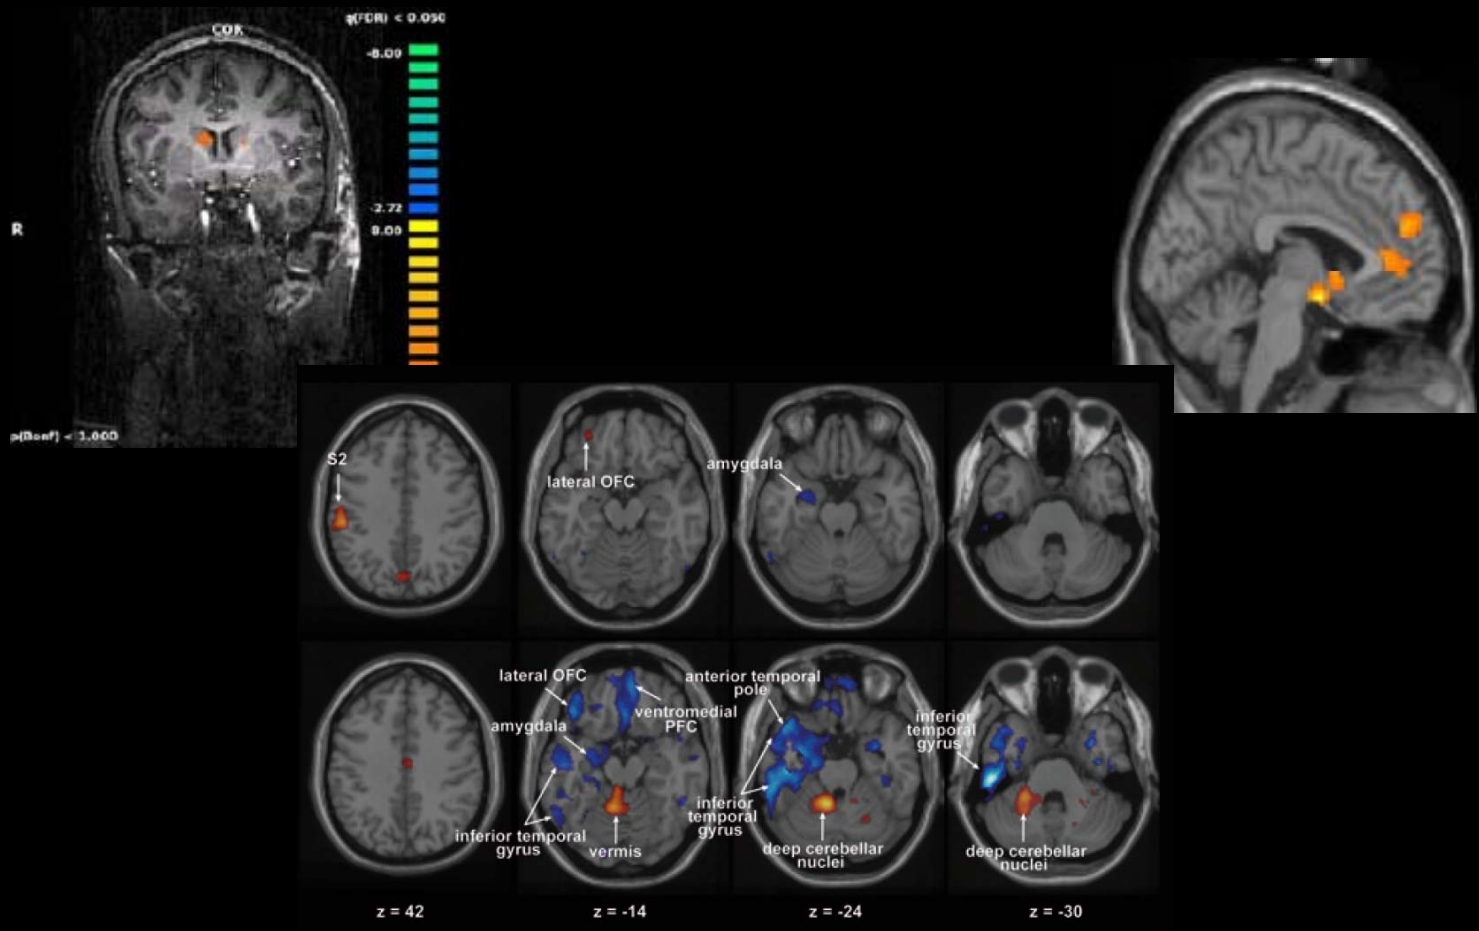 COR
p(FDR) < 0.050
-8.00
-2.72
8.00
R
p(Bonf) < 1.000
S2
lateral OFC
amygdala
lateral OFC
amygdala
ventromedial
PFC
inferior temporal
gyrus
vermis
anterior temporal
pole
inferior
temporal
gyrus
deep cerebellar
nuclei
inferior
temporal
gyrus
deep cerebellar
nuclei
z = 42
z = -14
z = -24
z = -30